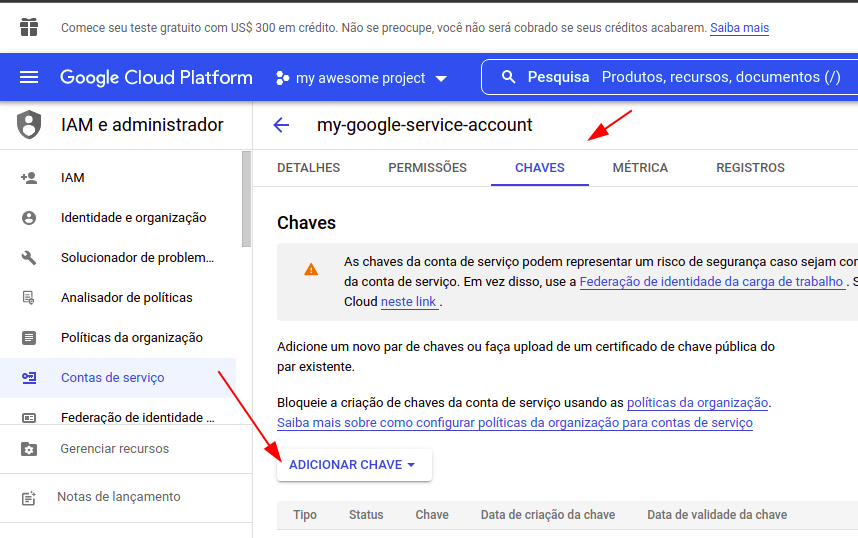 Comece seu teste gratuito com US$ 300 em crédito. Não se preocupe, você não será cobrado se seus créditos acabarem. Saiba mais
Google Cloud Platform
my awesome project
Pesquisa Produtos, recursos, documentos (/)
IAM e administrador
my-google-service-account
DETALHES PERMISSÕES CHAVES MÉTRICA REGISTROS
IAM
Identidade e organização
Solucionador de problem...
Analisador de políticas
Políticas da organização
Contas de serviço
Federação de identidade ...
Gerenciar recursos
Notas de lançamento
Chaves
As chaves da conta de serviço podem representar um risco de segurança caso sejam
da conta de serviço. Em vez disso, use a Federação de identidade da carga de trabalho . S
Cloud neste link .
Adicione um novo par de chaves ou faça upload de um certificado de chave pública do
par existente.
Bloqueie a criação de chaves da conta de serviço usando as políticas da organização.
Saiba mais sobre como configurar políticas da organização para contas de serviço
ADICIONAR CHAVE
Tipo Status Chave Data de criação da chave Data de validade da chave